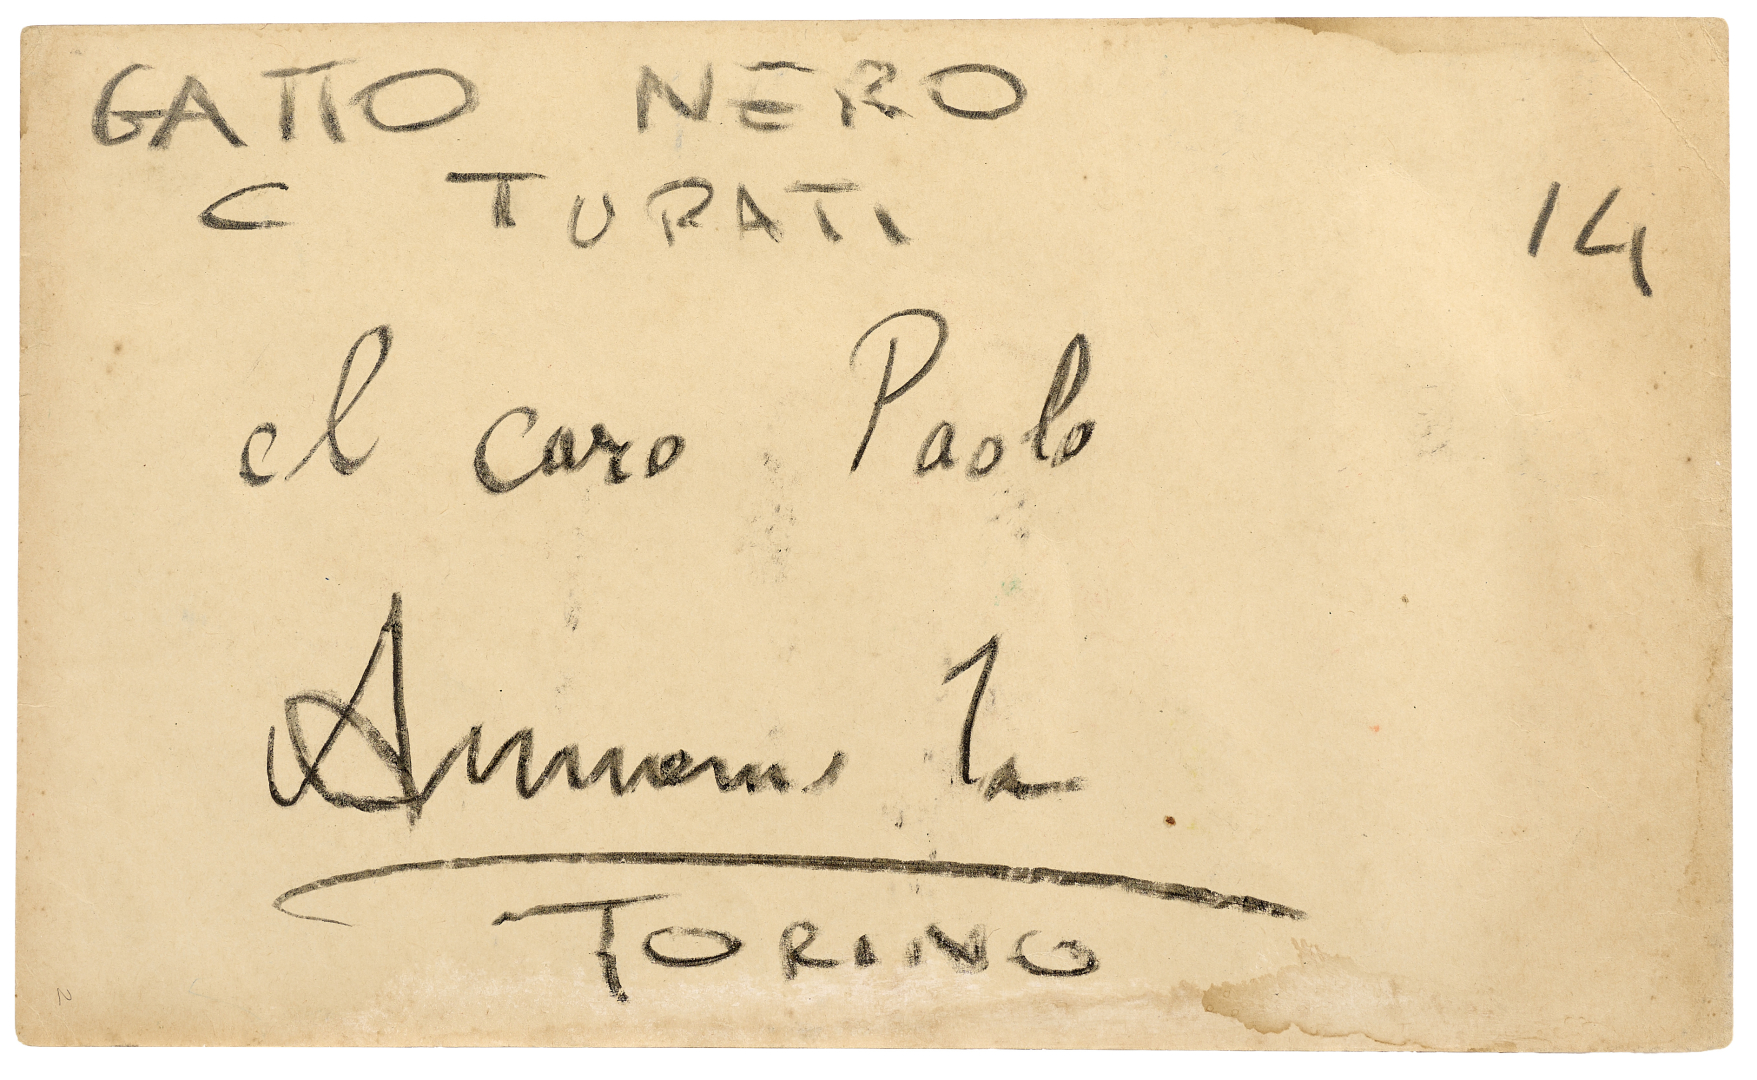 GATTO NERO
C TURATI 14
al caro Paolo
TORINO